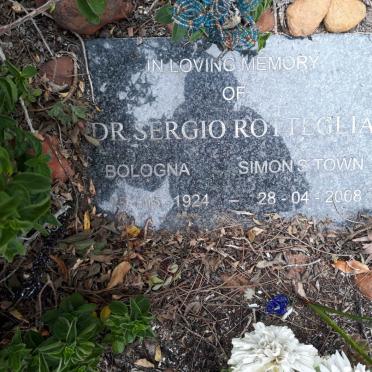 IN LOVING MEMORY
OF
DR SERGIO ROTTEGLIA
BOLOGNA SIMON'S TOWN
1924 – 28-04-2008